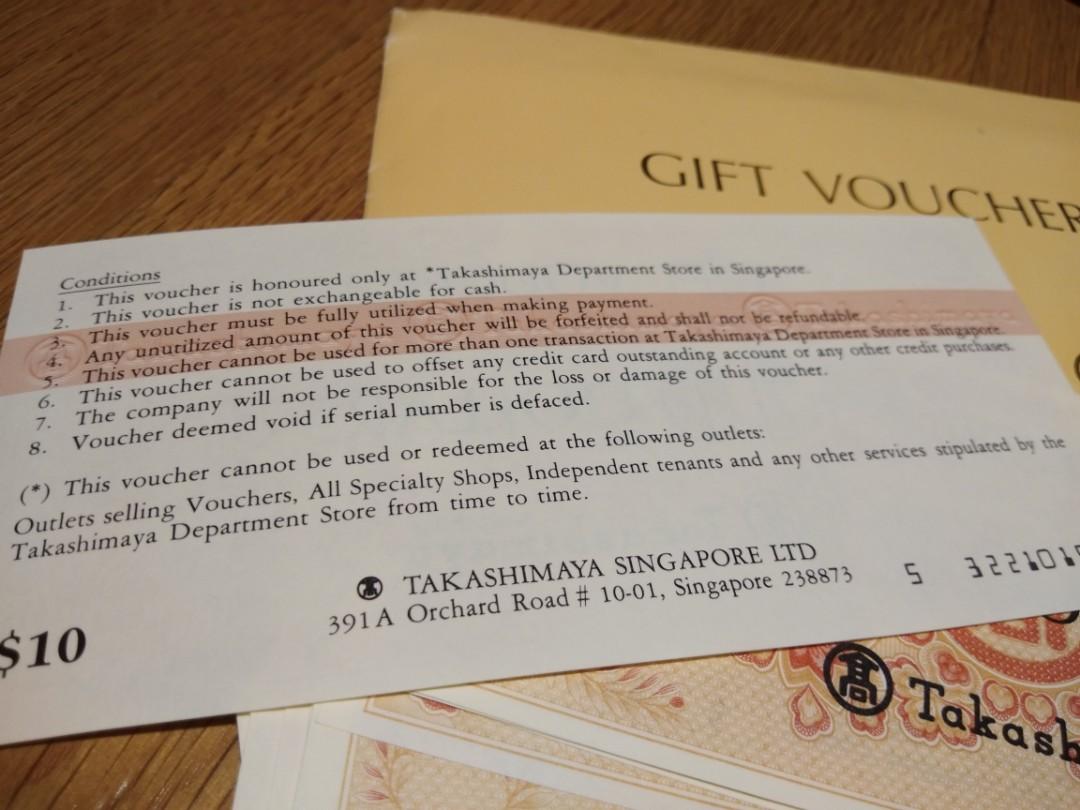 GIFT VOUCHER
Conditions
1. This voucher is honoured only at *Takashimaya Department Store in Singapore.
2. This voucher is not exchangeable for cash.
3. This voucher must be fully utilized when making payment.
4. Any unutilized amount of this voucher will be forfeited and shall not be refundable.
5. This voucher cannot be used for more than one transaction at Takashimaya Department Store in Singapore.
6. This voucher cannot be used to offset any credit card outstanding account or any other credit purchases.
7. The company will not be responsible for the loss or damage of this voucher.
8. Voucher deemed void if serial number is defaced.
(*) This voucher cannot be used or redeemed at the following outlets:
Outlets selling Vouchers, All Specialty Shops, Independent tenants and any other services stipulated by the
Takashimaya Department Store from time to time.
TAKASHIMAYA SINGAPORE LTD
391A Orchard Road # 10-01, Singapore 238873
$10
髙 Takash